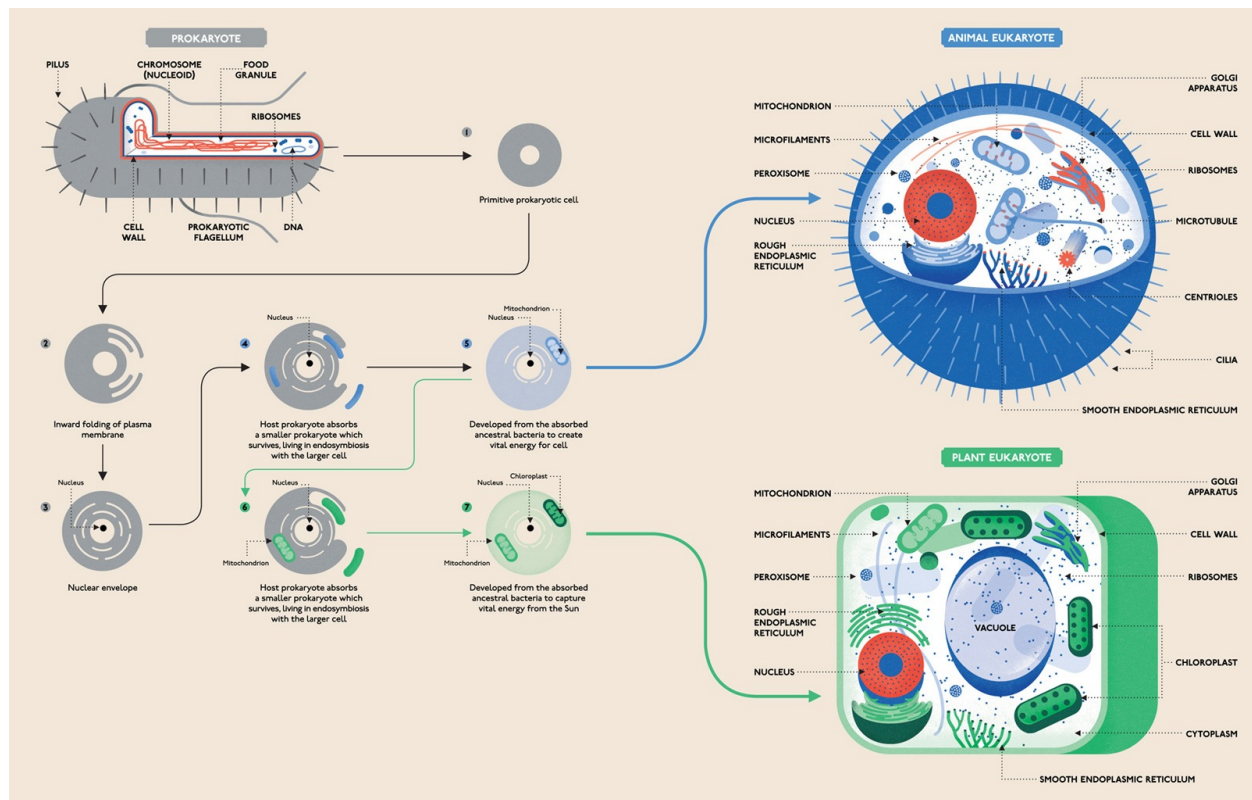 PROKARYOTE
PILUS
CHROMOSOME
(NUCLEOID)
FOOD
GRANULE
RIBOSOMES
CELL
WALL
PROKARYOTIC
FLAGELLUM
DNA
1
Primitive prokaryotic cell
2
Inward folding of plasma
membrane
3
Nucleus
Nuclear envelope
4
Nucleus
Host prokaryote absorbs
a smaller prokaryote which
survives, living in endosymbiosis
with the larger cell
5
Mitochondrion
Nucleus
Developed from the absorbed
ancestral bacteria to create
vital energy for cell
6
Nucleus
Mitochondrion
Host prokaryote absorbs
a smaller prokaryote which
survives, living in endosymbiosis
with the larger cell
7
Chloroplast
Nucleus
Mitochondrion
Developed from the absorbed
ancestral bacteria to capture
vital energy from the Sun
ANIMAL EUKARYOTE
MITOCHONDRION
MICROFILAMENTS
PEROXISOME
NUCLEUS
ROUGH
ENDOPLASMIC
RETICULUM
GOLGI
APPARATUS
CELL WALL
RIBOSOMES
MICROTUBULE
CENTRIOLES
CILIA
SMOOTH ENDOPLASMIC RETICULUM
PLANT EUKARYOTE
MITOCHONDRION
MICROFILAMENTS
PEROXISOME
ROUGH
ENDOPLASMIC
RETICULUM
NUCLEUS
VACUOLE
GOLGI
APPARATUS
CELL WALL
RIBOSOMES
CHLOROPLAST
CYTOPLASM
SMOOTH ENDOPLASMIC RETICULUM